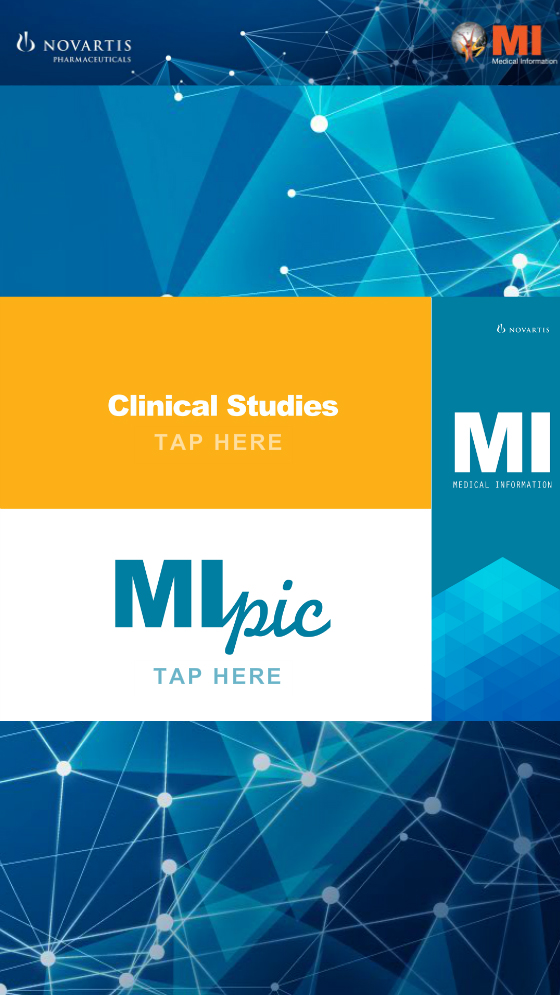 NOVARTIS
PHARMACEUTICALS
MI
Medical Information
Clinical Studies
TAP HERE
NOVARTIS
MI
MEDICAL INFORMATION
MIpic
TAP HERE